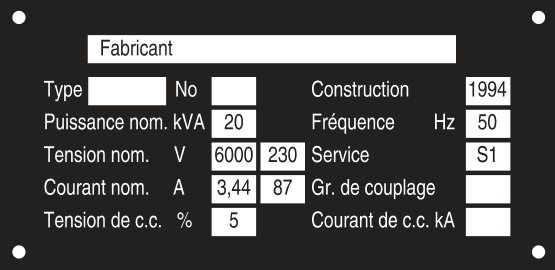 Fabricant
Type No Construction 1994
Puissance nom. kVA 20 Fréquence Hz 50
Tension nom. V 6000 230 Service S1
Courant nom. A 3,44 87 Gr. de couplage
Tension de c.c. % 5 Courant de c.c. kA